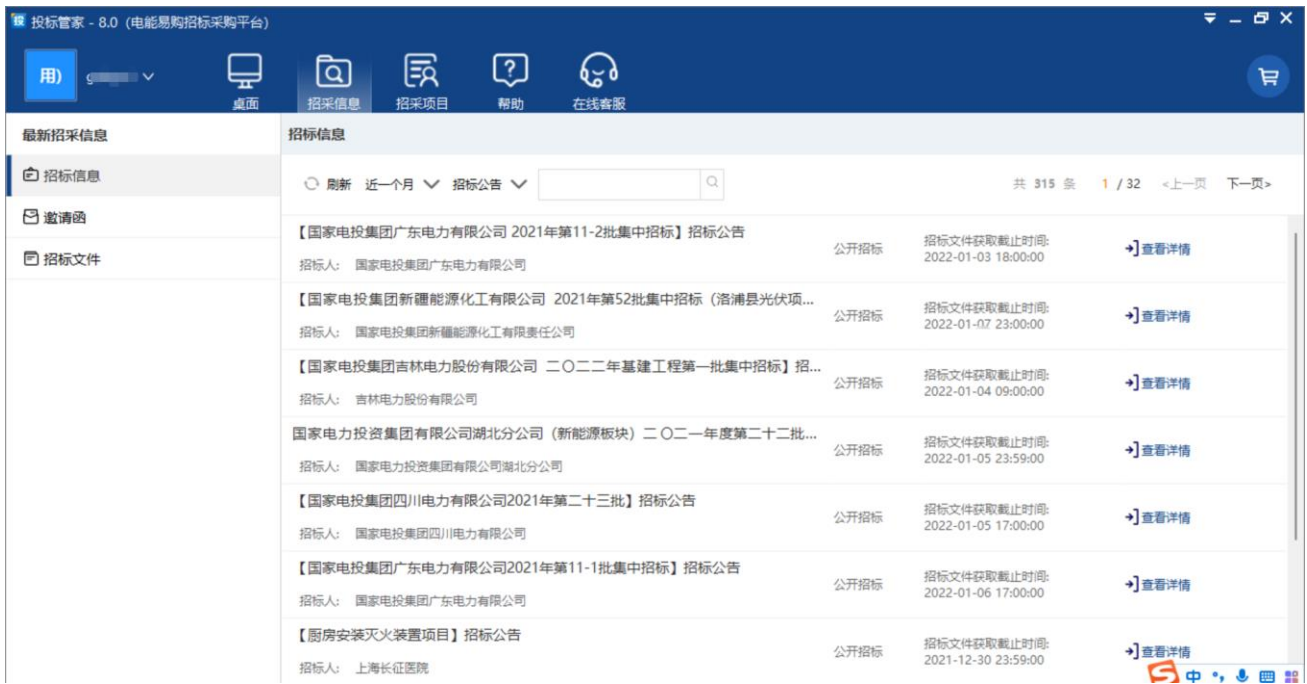 投标管家 - 8.0（电能易购招标采购平台）
用）
桌面 招采信息 招采项目 帮助 在线客服
最新招采信息
招标信息
邀请函
招标文件
招标信息
刷新 近一个月 招标公告 共 315 条 1 / 32 <上一页 下一页>
【国家电投集团广东电力有限公司 2021年第11-2批集中招标】招标公告
招标人： 国家电投集团广东电力有限公司
公开招标
招标文件获取截止时间:
2022-01-03 18:00:00
查看详情
【国家电投集团新疆能源化工有限公司 2021年第52批集中招标（洛浦县光伏项...
招标人： 国家电投集团新疆能源化工有限责任公司
公开招标
招标文件获取截止时间:
2022-01-07 23:00:00
查看详情
【国家电投集团吉林电力股份有限公司 二〇二二年基建工程第一批集中招标】招...
招标人： 吉林电力股份有限公司
公开招标
招标文件获取截止时间:
2022-01-04 09:00:00
查看详情
国家电力投资集团有限公司湖北分公司（新能源板块）二〇二一年度第二十二批...
招标人： 国家电力投资集团有限公司湖北分公司
公开招标
招标文件获取截止时间:
2022-01-05 23:59:00
查看详情
【国家电投集团四川电力有限公司2021年第二十三批】招标公告
招标人： 国家电投集团四川电力有限公司
公开招标
招标文件获取截止时间:
2022-01-05 17:00:00
查看详情
【国家电投集团广东电力有限公司2021年第11-1批集中招标】招标公告
招标人： 国家电投集团广东电力有限公司
公开招标
招标文件获取截止时间:
2022-01-06 17:00:00
查看详情
【厨房安装灭火装置项目】招标公告
招标人： 上海长征医院
公开招标
招标文件获取截止时间:
2021-12-30 23:59:00
查看详情
中